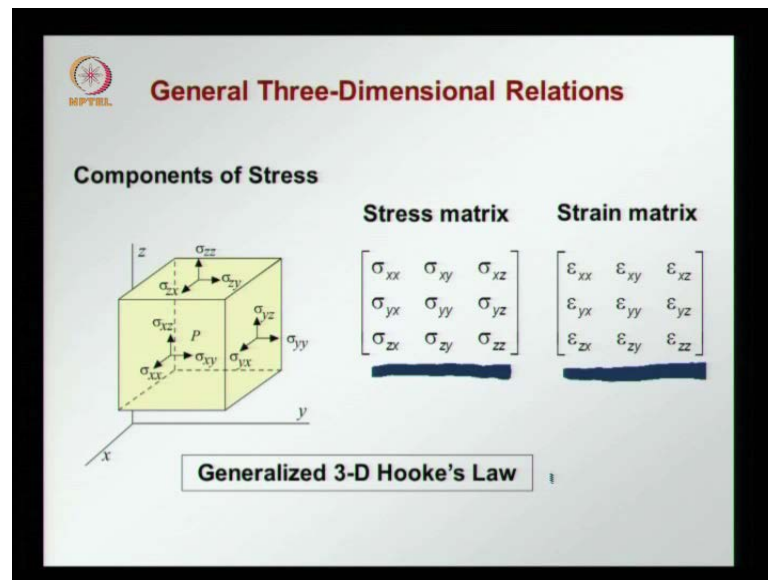 NPTEL
General Three-Dimensional Relations
Components of Stress
Stress matrix Strain matrix
z
σzz
σzx σzy
σxz P σyz
σxx σxy σyx σyy
y
x
σxx σxy σxz εxx εxy εxz
σyx σyy σyz εyx εyy εyz
σzx σzy σzz εzx εzy εzz
Generalized 3-D Hooke's Law